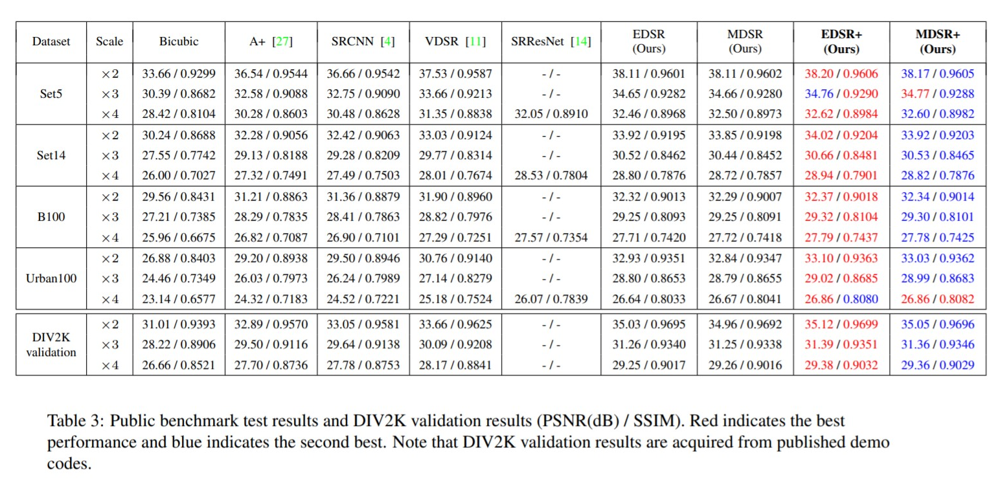 Dataset Scale Bicubic A+ [27] SRCNN [4] VDSR [11] SRResNet [14] EDSR (Ours) MDSR (Ours) EDSR+ (Ours) MDSR+ (Ours)
Set5 ×2 33.66 / 0.9299 36.54 / 0.9544 36.66 / 0.9542 37.53 / 0.9587 - / - 38.11 / 0.9601 38.11 / 0.9602 38.20 / 0.9606 38.17 / 0.9605
×3 30.39 / 0.8682 32.58 / 0.9088 32.75 / 0.9090 33.66 / 0.9213 - / - 34.65 / 0.9282 34.66 / 0.9280 34.76 / 0.9290 34.77 / 0.9288
×4 28.42 / 0.8104 30.28 / 0.8603 30.48 / 0.8628 31.35 / 0.8838 32.05 / 0.8910 32.46 / 0.8968 32.50 / 0.8973 32.62 / 0.8984 32.60 / 0.8982
Set14 ×2 30.24 / 0.8688 32.28 / 0.9056 32.42 / 0.9063 33.03 / 0.9124 - / - 33.92 / 0.9195 33.85 / 0.9198 34.02 / 0.9204 33.92 / 0.9203
×3 27.55 / 0.7742 29.13 / 0.8188 29.28 / 0.8209 29.77 / 0.8314 - / - 30.52 / 0.8462 30.44 / 0.8452 30.66 / 0.8481 30.53 / 0.8465
×4 26.00 / 0.7027 27.32 / 0.7491 27.49 / 0.7503 28.01 / 0.7674 28.53 / 0.7804 28.80 / 0.7876 28.72 / 0.7857 28.94 / 0.7901 28.82 / 0.7876
B100 ×2 29.56 / 0.8431 31.21 / 0.8863 31.36 / 0.8879 31.90 / 0.8960 - / - 32.32 / 0.9013 32.29 / 0.9007 32.37 / 0.9018 32.34 / 0.9014
×3 27.21 / 0.7385 28.29 / 0.7835 28.41 / 0.7863 28.82 / 0.7976 - / - 29.25 / 0.8093 29.25 / 0.8091 29.32 / 0.8104 29.30 / 0.8101
×4 25.96 / 0.6675 26.82 / 0.7087 26.90 / 0.7101 27.29 / 0.7251 27.57 / 0.7354 27.71 / 0.7420 27.72 / 0.7418 27.79 / 0.7437 27.78 / 0.7425
Urban100 ×2 26.88 / 0.8403 29.20 / 0.8938 29.50 / 0.8946 30.76 / 0.9140 - / - 32.93 / 0.9351 32.84 / 0.9347 33.10 / 0.9363 33.03 / 0.9362
×3 24.46 / 0.7349 26.03 / 0.7973 26.24 / 0.7989 27.14 / 0.8279 - / - 28.80 / 0.8653 28.79 / 0.8655 29.02 / 0.8685 28.99 / 0.8683
×4 23.14 / 0.6577 24.32 / 0.7183 24.52 / 0.7221 25.18 / 0.7524 26.07 / 0.7839 26.64 / 0.8033 26.67 / 0.8041 26.86 / 0.8080 26.86 / 0.8082
DIV2K validation ×2 31.01 / 0.9393 32.89 / 0.9570 33.05 / 0.9581 33.66 / 0.9625 - / - 35.03 / 0.9695 34.96 / 0.9692 35.12 / 0.9699 35.05 / 0.9696
×3 28.22 / 0.8906 29.50 / 0.9116 29.64 / 0.9138 30.09 / 0.9208 - / - 31.26 / 0.9340 31.25 / 0.9338 31.39 / 0.9351 31.36 / 0.9346
×4 26.66 / 0.8521 27.70 / 0.8736 27.78 / 0.8753 28.17 / 0.8841 - / - 29.25 / 0.9017 29.26 / 0.9016 29.38 / 0.9032 29.36 / 0.9029
Table 3: Public benchmark test results and DIV2K validation results (PSNR(dB) / SSIM). Red indicates the best
performance and blue indicates the second best. Note that DIV2K validation results are acquired from published demo
codes.